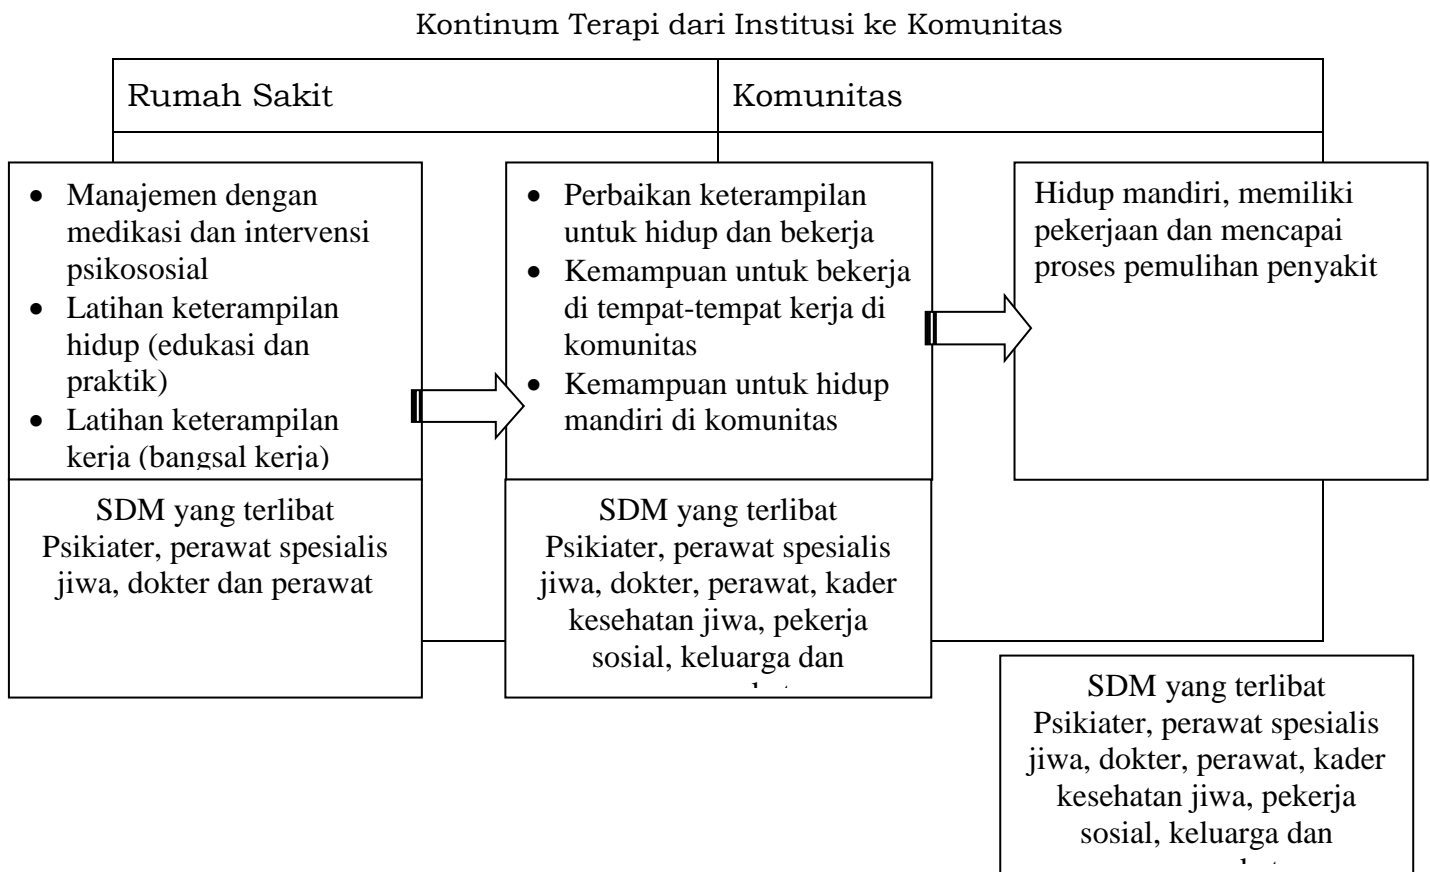 Kontinum Terapi dari Institusi ke Komunitas
Rumah Sakit
Komunitas
• Manajemen dengan
medikasi dan intervensi
psikososial
• Latihan keterampilan
hidup (edukasi dan
praktik)
• Latihan keterampilan
kerja (bangsal kerja)
• Perbaikan keterampilan
untuk hidup dan bekerja
• Kemampuan untuk bekerja
di tempat-tempat kerja di
komunitas
• Kemampuan untuk hidup
mandiri di komunitas
Hidup mandiri, memiliki
pekerjaan dan mencapai
proses pemulihan penyakit
SDM yang terlibat
Psikiater, perawat spesialis
jiwa, dokter dan perawat
SDM yang terlibat
Psikiater, perawat spesialis
jiwa, dokter, perawat, kader
kesehatan jiwa, pekerja
sosial, keluarga dan
SDM yang terlibat
Psikiater, perawat spesialis
jiwa, dokter, perawat, kader
kesehatan jiwa, pekerja
sosial, keluarga dan